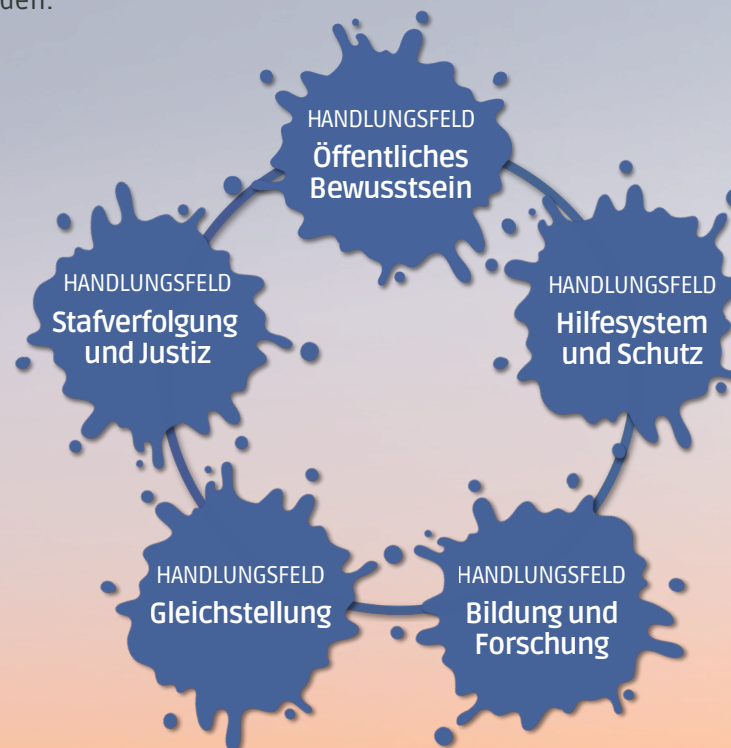 den.
HANDLUNGSFELD
Öffentliches
Bewusstsein
HANDLUNGSFELD
Stafverfolgung
und Justiz
HANDLUNGSFELD
Hilfesystem
und Schutz
HANDLUNGSFELD
Gleichstellung
HANDLUNGSFELD
Bildung und
Forschung